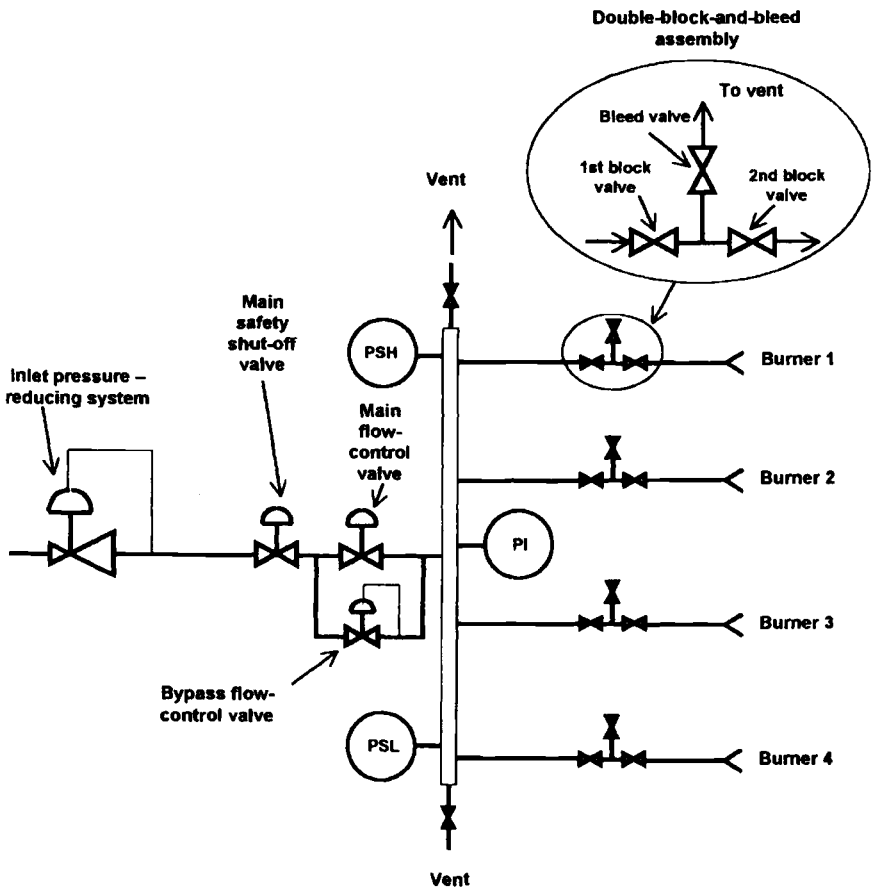 Double-block-and-bleed
assembly
To vent
Bleed valve
1st block
valve
2nd block
valve
Vent
Main
safety
shut-off
valve
PSH
Burner 1
Inlet pressure –
reducing system
Main
flow-
control
valve
Burner 2
PI
Burner 3
Bypass flow-
control valve
PSL
Burner 4
Vent